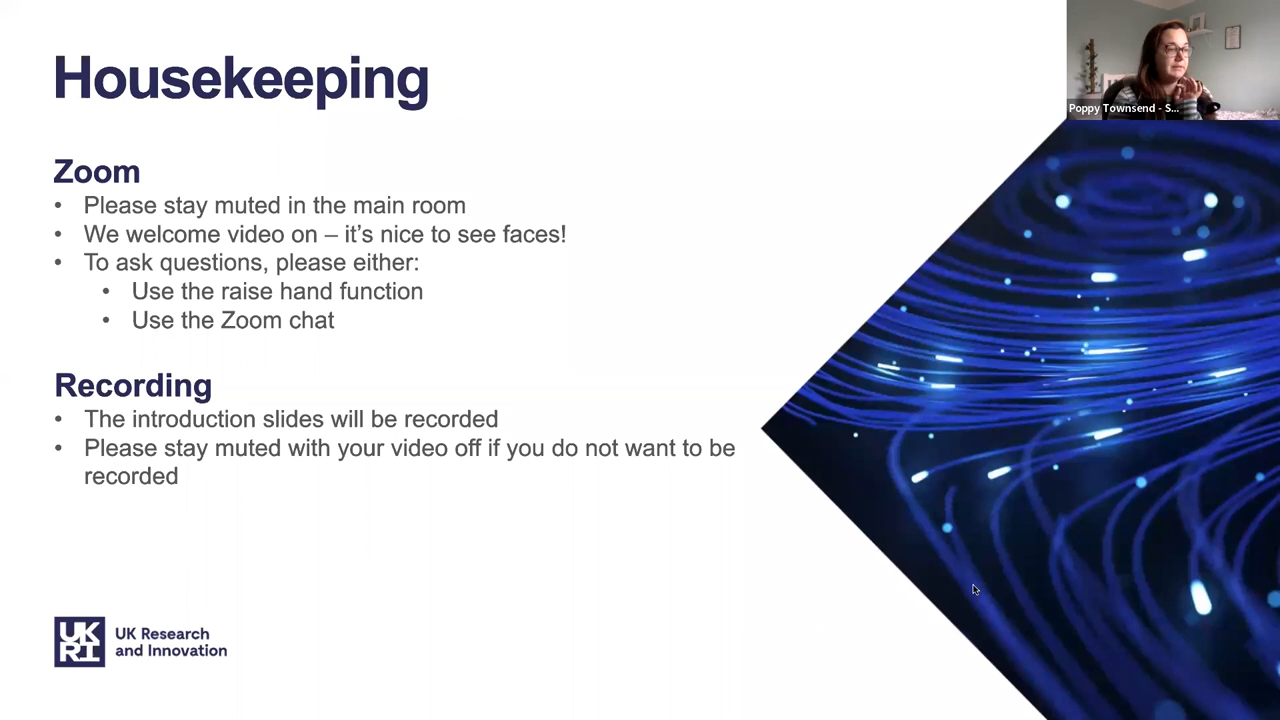 Housekeeping
Poppy Townsend - S...
Zoom
• Please stay muted in the main room
• We welcome video on – it’s nice to see faces!
• To ask questions, please either:
• Use the raise hand function
• Use the Zoom chat
Recording
• The introduction slides will be recorded
• Please stay muted with your video off if you do not want to be
recorded
UK
RI
UK Research
and Innovation